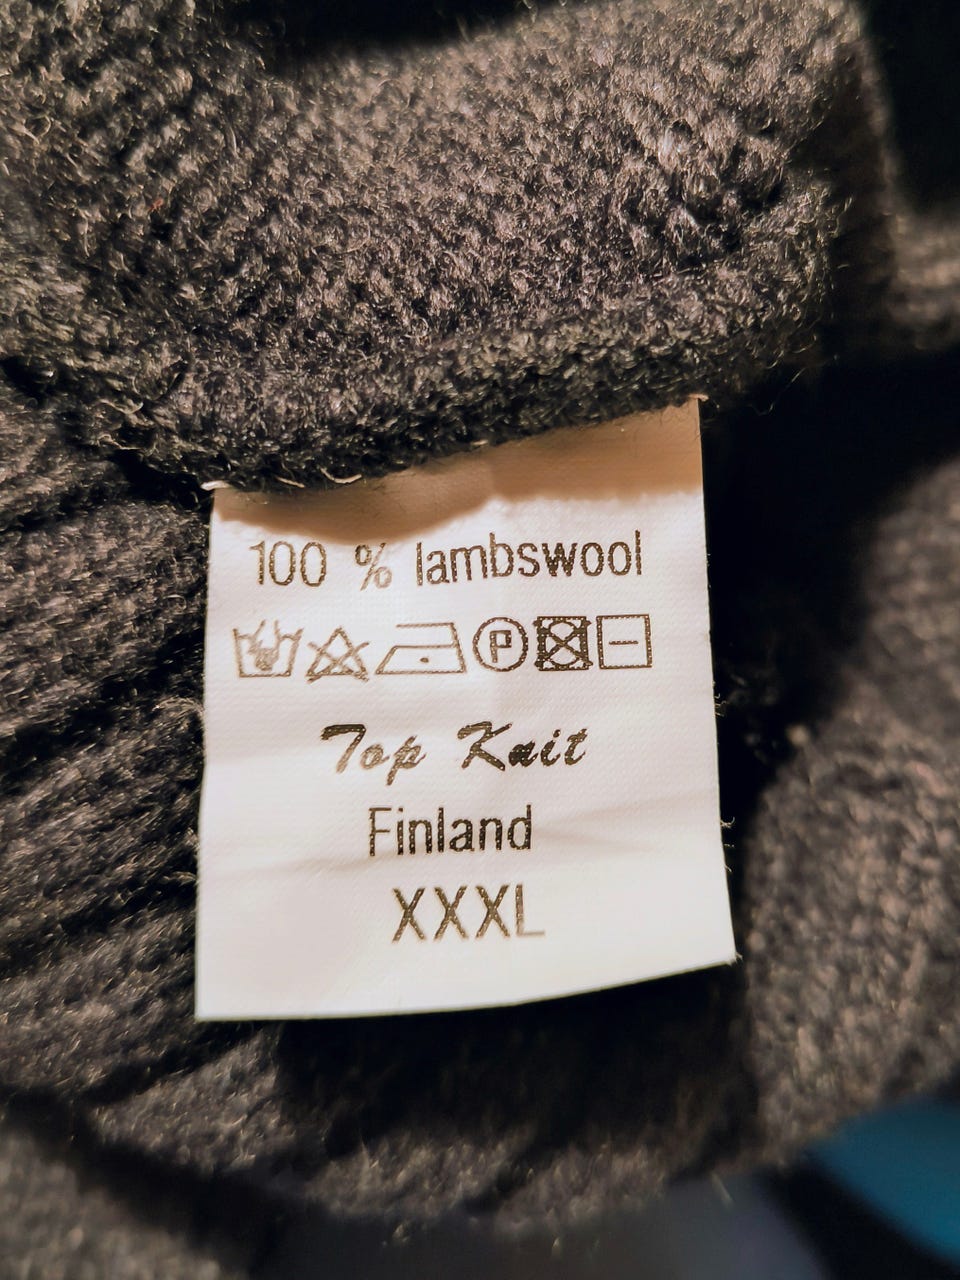 100 % lambswool
P
Top Knit
Finland
XXXL